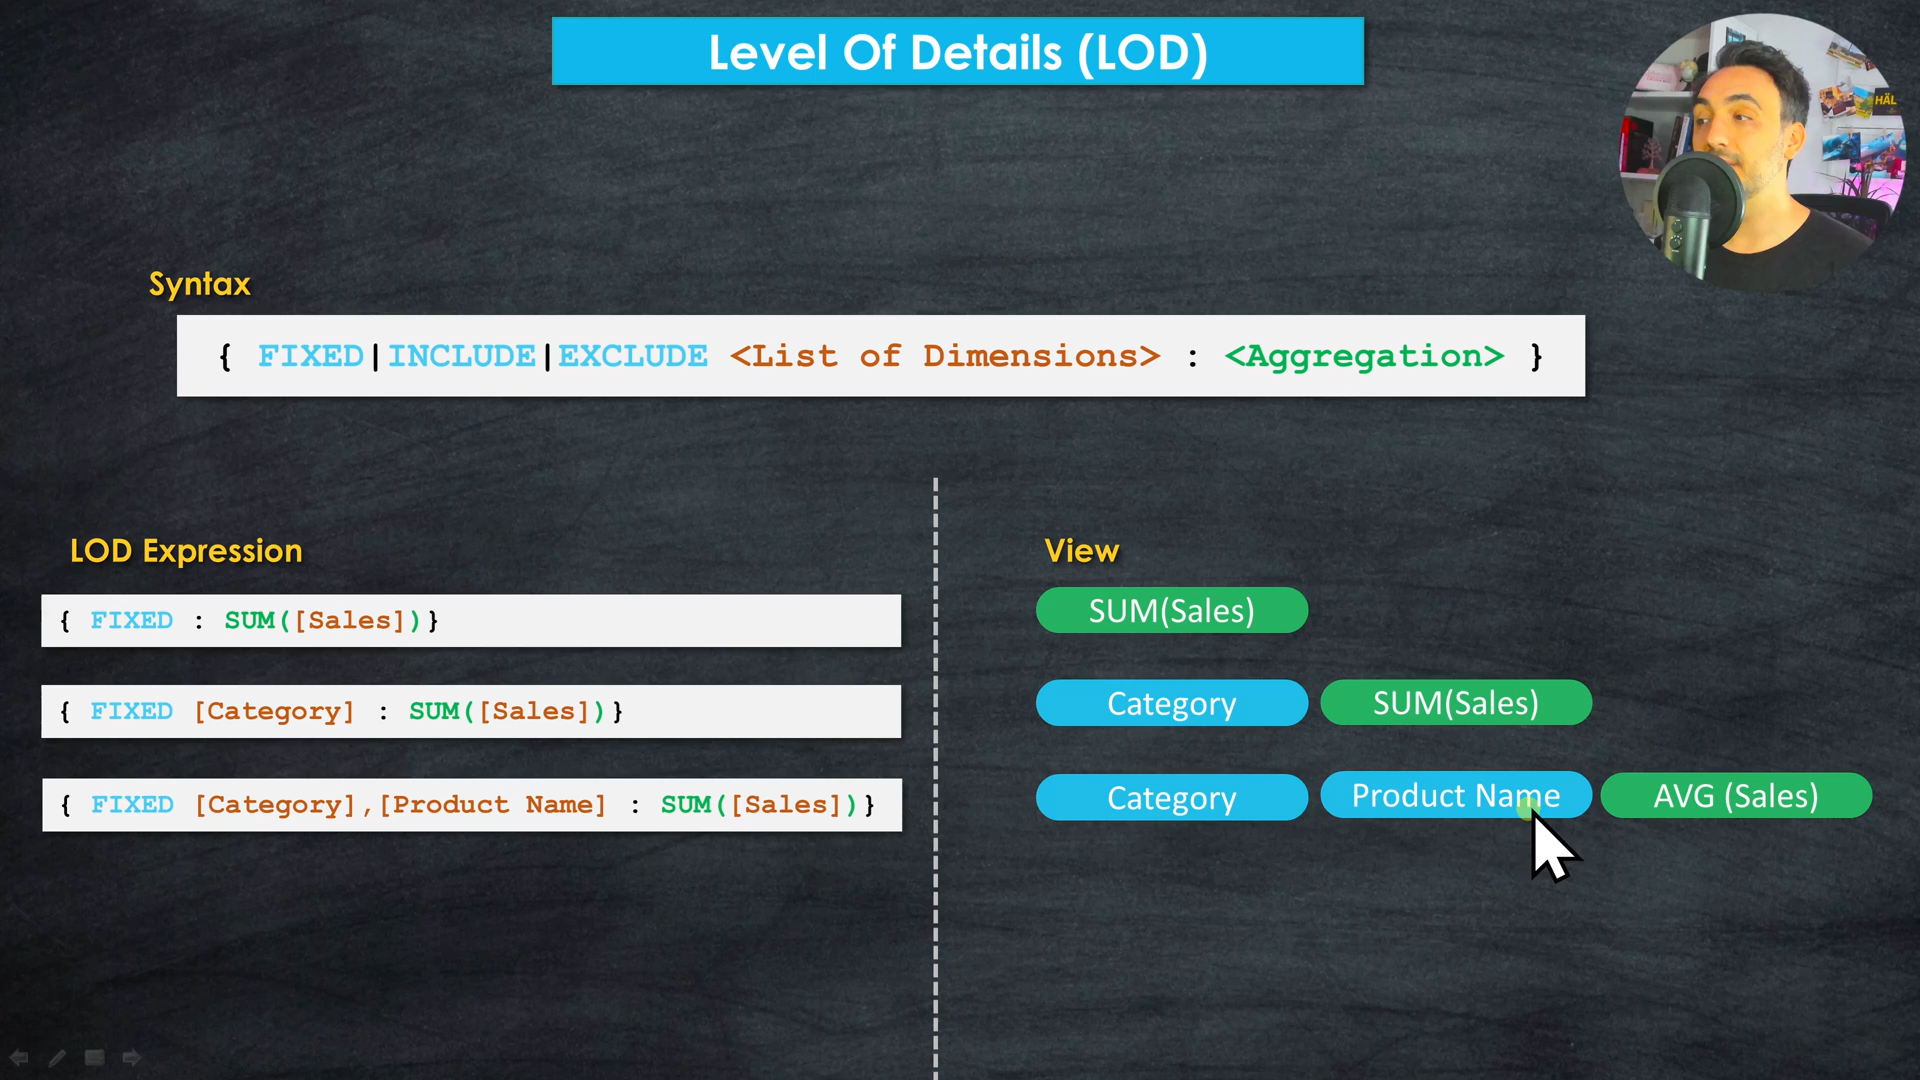 Level Of Details (LOD)
HÄL
Syntax
{ FIXED|INCLUDE|EXCLUDE <List of Dimensions> : <Aggregation> }
LOD Expression
{ FIXED : SUM([Sales])}
{ FIXED [Category] : SUM([Sales])}
{ FIXED [Category],[Product Name] : SUM([Sales])}
View
SUM(Sales)
Category SUM(Sales)
Category Product Name AVG (Sales)